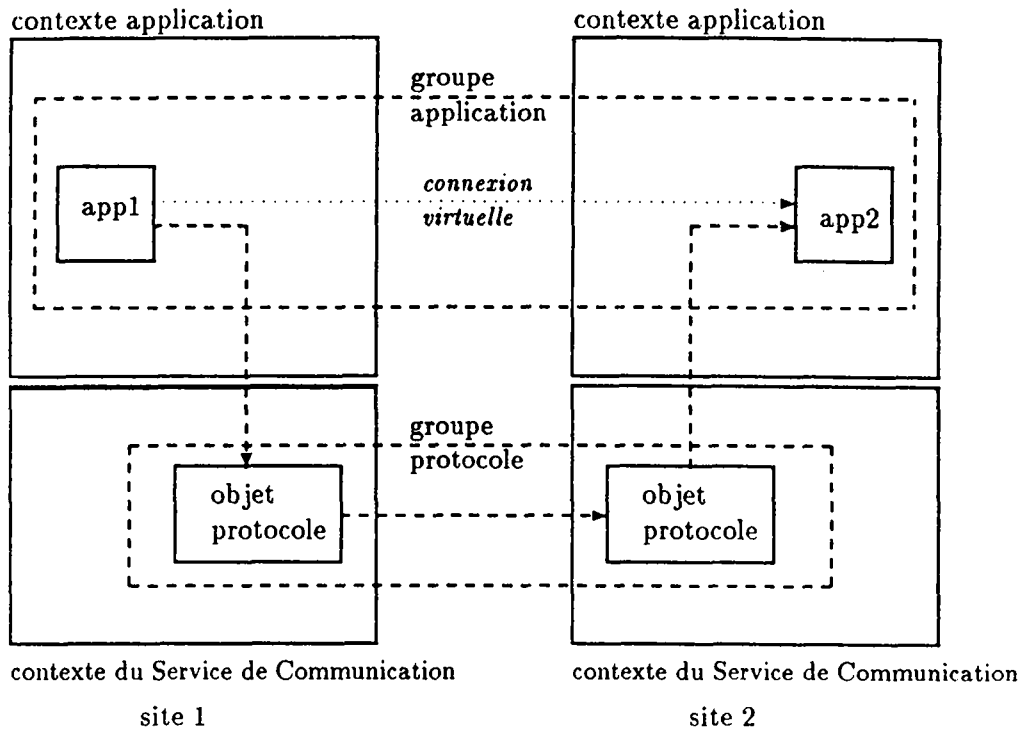 contexte application
contexte application
groupe
application
connexion
virtuelle
app1
app2
groupe
protocole
objet
protocole
objet
protocole
contexte du Service de Communication
contexte du Service de Communication
site 1
site 2